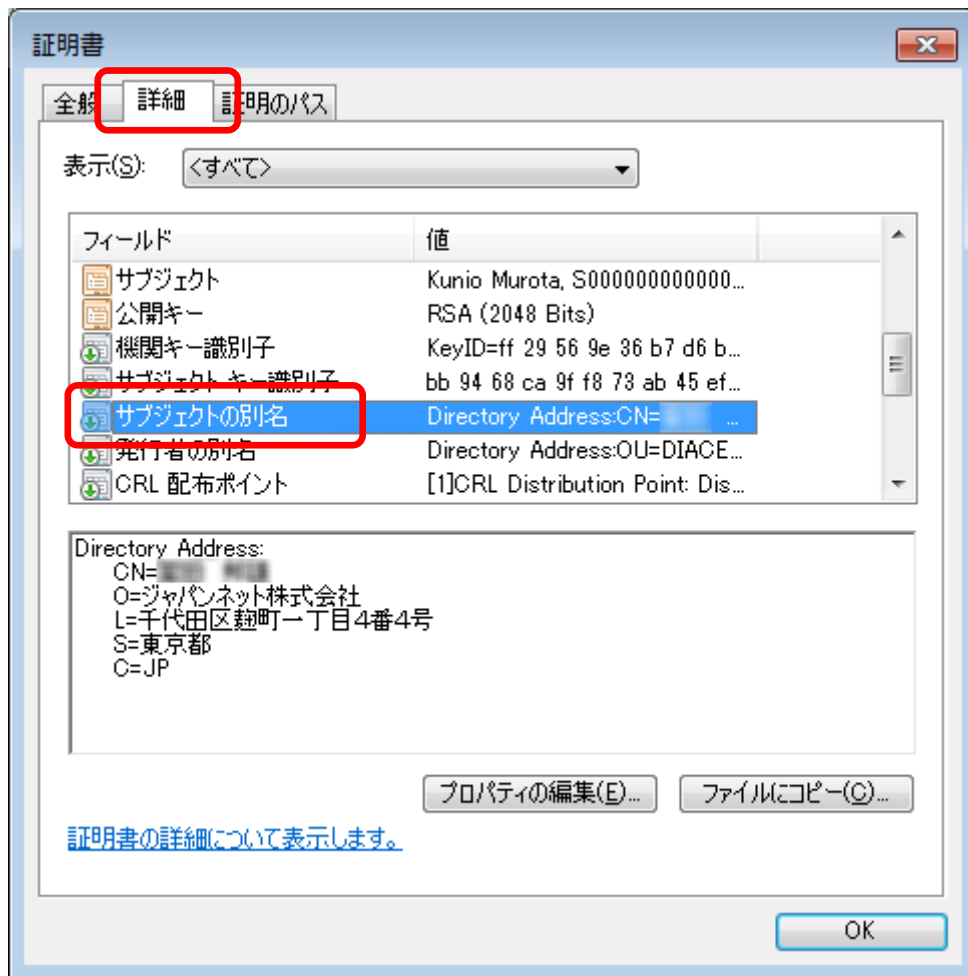 証明書
全般 詳細 証明のパス
表示(S): <すべて>
フィールド 値
サブジェクト Kunio Murota, S000000000000...
公開キー RSA (2048 Bits)
機関キー識別子 KeyID=ff 29 56 9e 36 b7 d6 b...
サブジェクト キー識別子 bb 94 68 ca 9f f8 73 ab 45 ef...
サブジェクトの別名 Directory Address:CN= ...
発行者の別名 Directory Address:OU=DIACE...
CRL 配布ポイント [1]CRL Distribution Point: Dis...
Directory Address:
CN=
O=ジャパンネット株式会社
L=千代田区麹町一丁目4番4号
S=東京都
C=JP
プロパティの編集(E)... ファイルにコピー(C)...
証明書の詳細について表示します。
OK